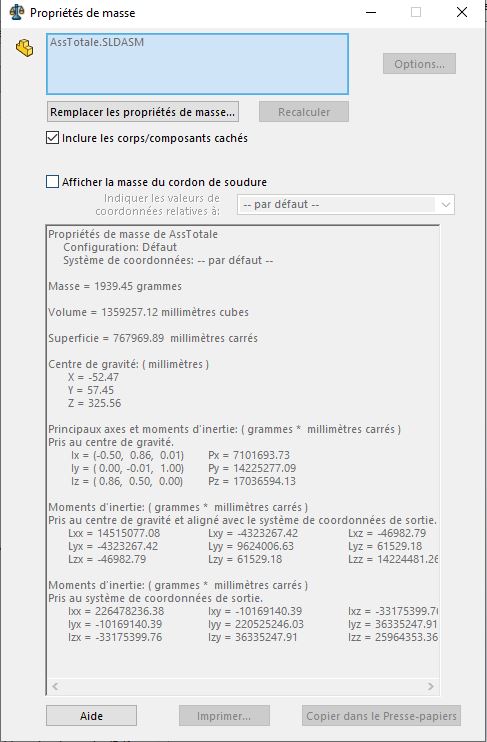 Propriétés de masse
AssTotale.SLDASM
Options...
Remplacer les propriétés de masse...
Recalculer
Inclure les corps/composants cachés
Afficher la masse du cordon de soudure
Indiquer les valeurs de
coordonnées relatives à:
-- par défaut --
Propriétés de masse de AssTotale
Configuration: Défaut
Système de coordonnées: -- par défaut --
Masse = 1939.45 grammes
Volume = 1359257.12 millimètres cubes
Superficie = 767969.89 millimètres carrés
Centre de gravité: ( millimètres )
X = -52.47
Y = 57.45
Z = 325.56
Principaux axes et moments d'inertie: ( grammes * millimètres carrés )
Pris au centre de gravité.
Ix = (-0.50, 0.86, 0.01) Px = 7101693.73
Iy = ( 0.00, -0.01, 1.00) Py = 14225277.09
Iz = ( 0.86, 0.50, 0.00) Pz = 17036594.13
Moments d'inertie: ( grammes * millimètres carrés )
Pris au centre de gravité et aligné avec le système de coordonnées de sortie.
Lxx = 14515077.08 Lxy = -4323267.42 Lxz = -46982.79
Lyx = -4323267.42 Lyy = 9624006.63 Lyz = 61529.18
Lzx = -46982.79 Lzy = 61529.18 Lzz = 14224481.26
Moments d'inertie: ( grammes * millimètres carrés )
Pris au système de coordonnées de sortie.
Ixx = 226478236.38 Ixy = -10169140.39 Ixz = -33175399.76
Iyx = -10169140.39 Iyy = 220525246.03 Iyz = 36335247.91
Izx = -33175399.76 Izy = 36335247.91 Izz = 25964353.36
Aide
Imprimer...
Copier dans le Presse-papiers